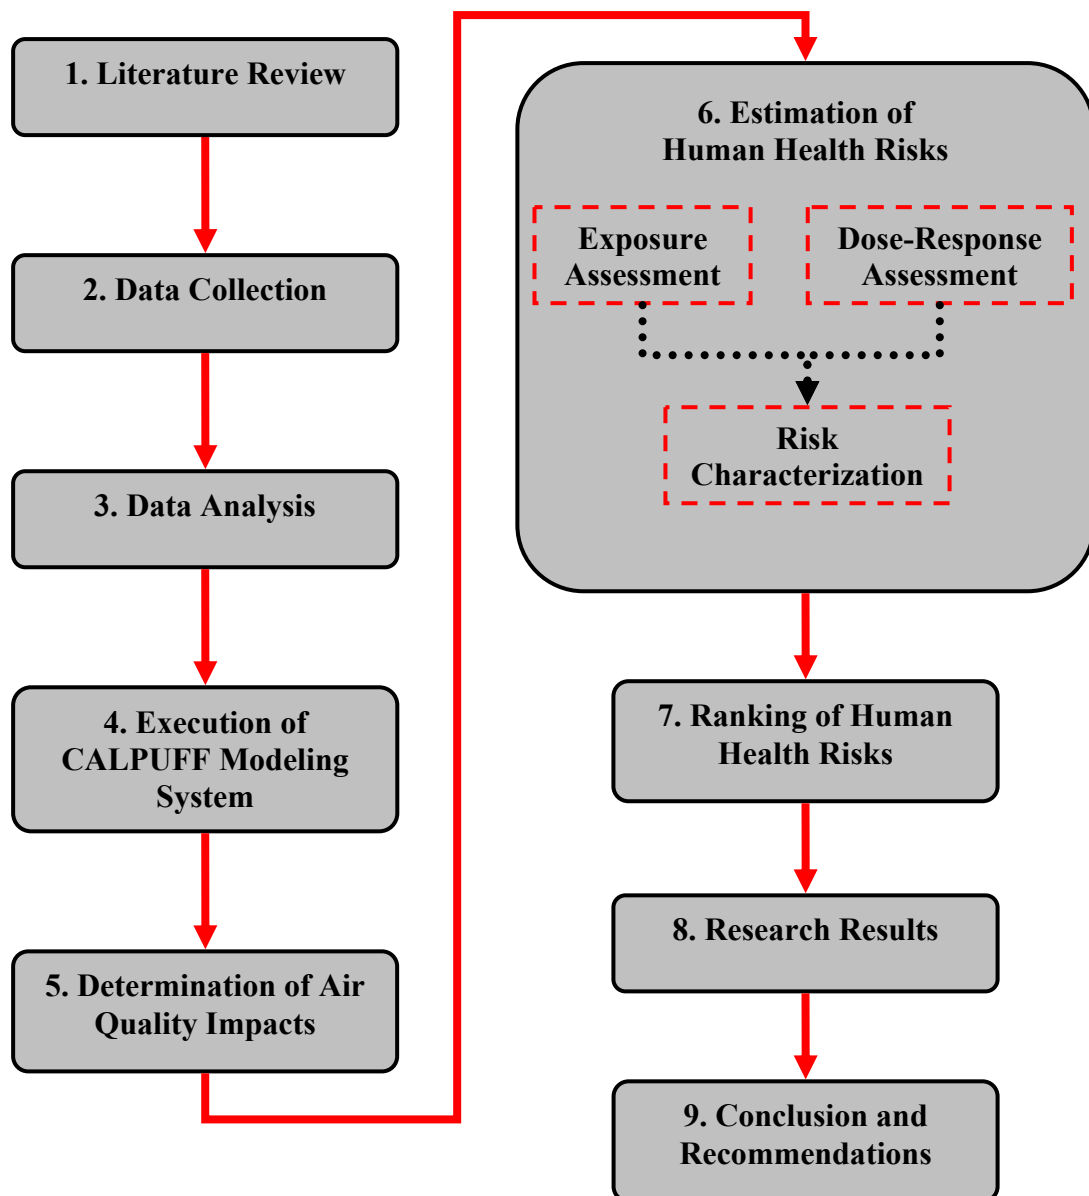 1. Literature Review
2. Data Collection
3. Data Analysis
4. Execution of
CALPUFF Modeling
System
5. Determination of Air
Quality Impacts
6. Estimation of
Human Health Risks
Exposure
Assessment
Dose-Response
Assessment
Risk
Characterization
7. Ranking of Human
Health Risks
8. Research Results
9. Conclusion and
Recommendations